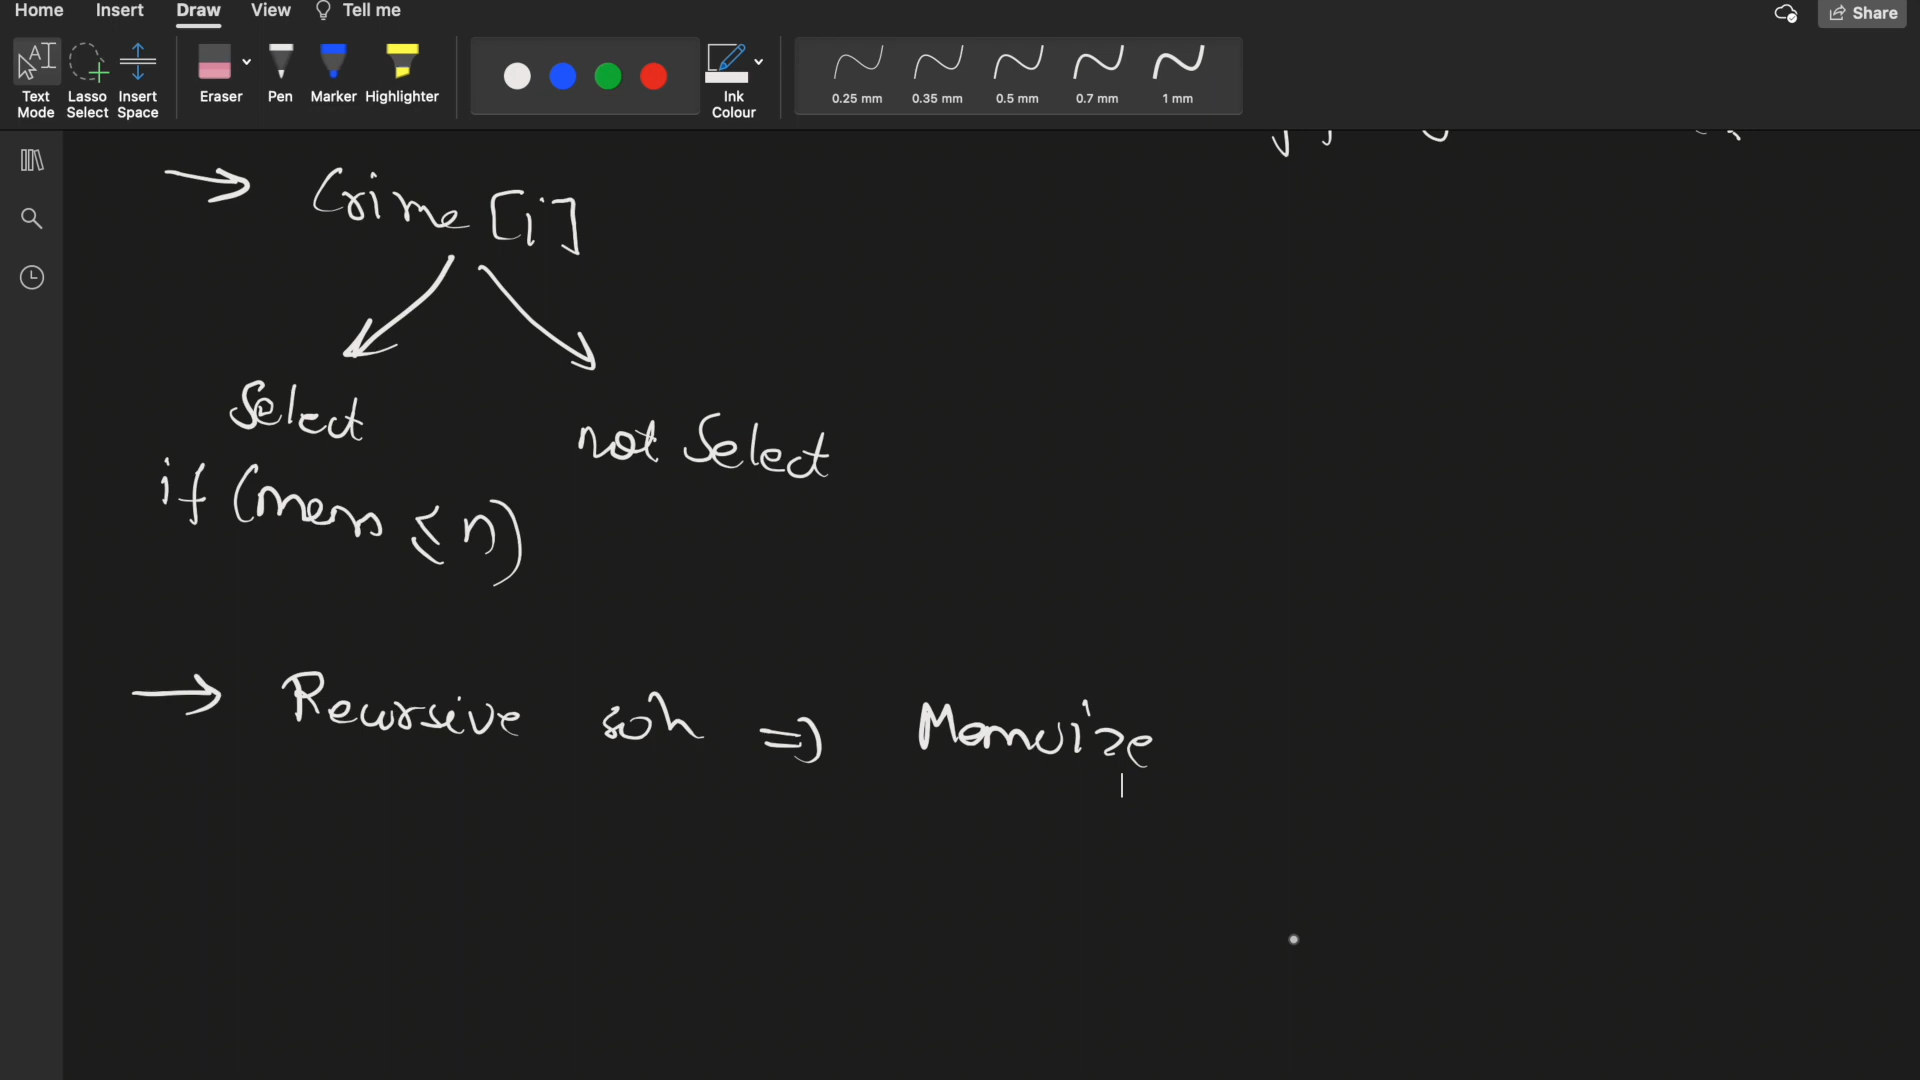 Home Insert Draw View Tell me
Share
Text Mode
Lasso Select
Insert Space
Eraser
Pen
Marker
Highlighter
Ink Colour
0.25 mm
0.35 mm
0.5 mm
0.7 mm
1 mm
→ Crime [i]
Select
not Select
if (mem ≤ n)
→ Recursive soln ⇒ Memoize